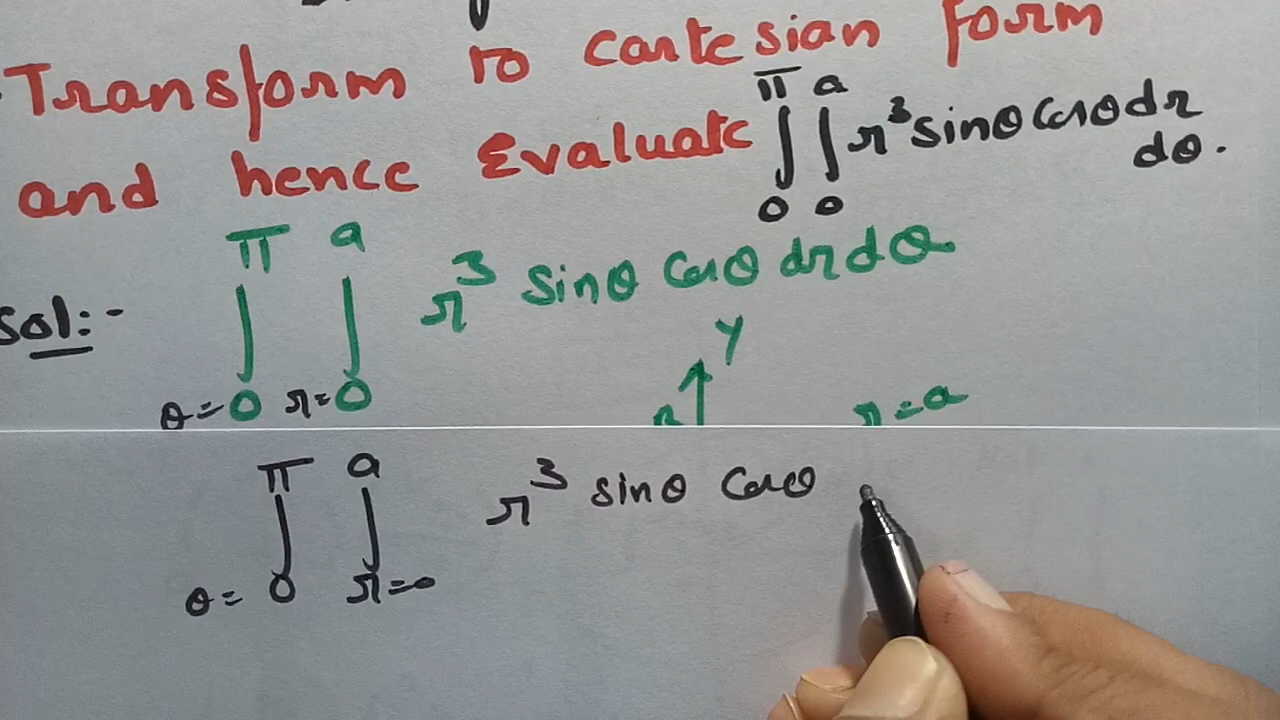 Transform to cartesian form
and hence Evaluate ∫₀^π ∫₀^a r³ sinθ cosθ dr
dθ.
Sol:- ∫_{θ=0}^π ∫_{r=0}^a r³ sinθ cosθ dr dθ
Y
r=a
∫_{θ=0}^π ∫_{r=0}^a r³ sinθ cosθ